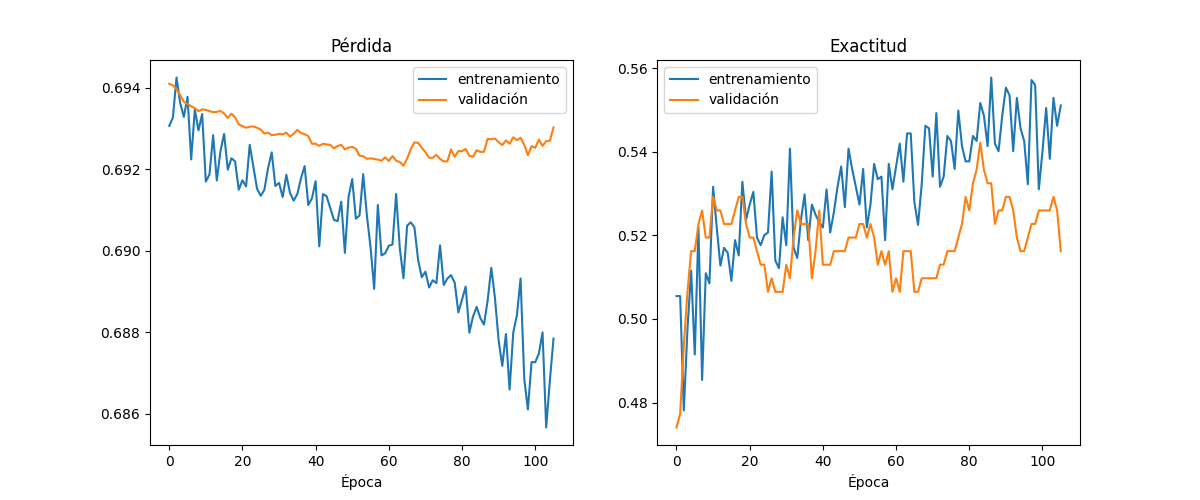 Pérdida
entrenamiento
validación
0.694
0.692
0.690
0.688
0.686
0
20
40
60
80
100
Época
Exactitud
entrenamiento
validación
0.56
0.54
0.52
0.50
0.48
0
20
40
60
80
100
Época